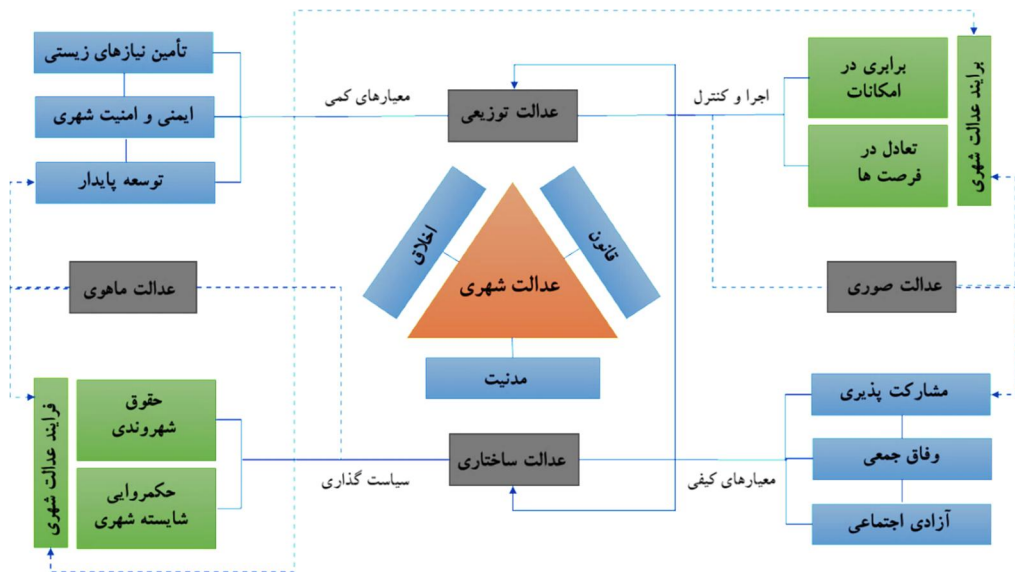 تأمین نیازهای زیستی
ایمنی و امنیت شهری
توسعه پایدار
معیارهای کمی
عدالت توزیعی
اجرا و کنترل
برابری در
امکانات
تعادل در
فرصت ها
برایند عدالت شهری
اخلاق
قانون
عدالت شهری
مدنیت
عدالت ماهوی
عدالت صوری
فرایند عدالت شهری
حقوق
شهروندی
حکمروایی
شایسته شهری
سیاست گذاری
عدالت ساختاری
معیارهای کیفی
مشارکت پذیری
وفاق جمعی
آزادی اجتماعی